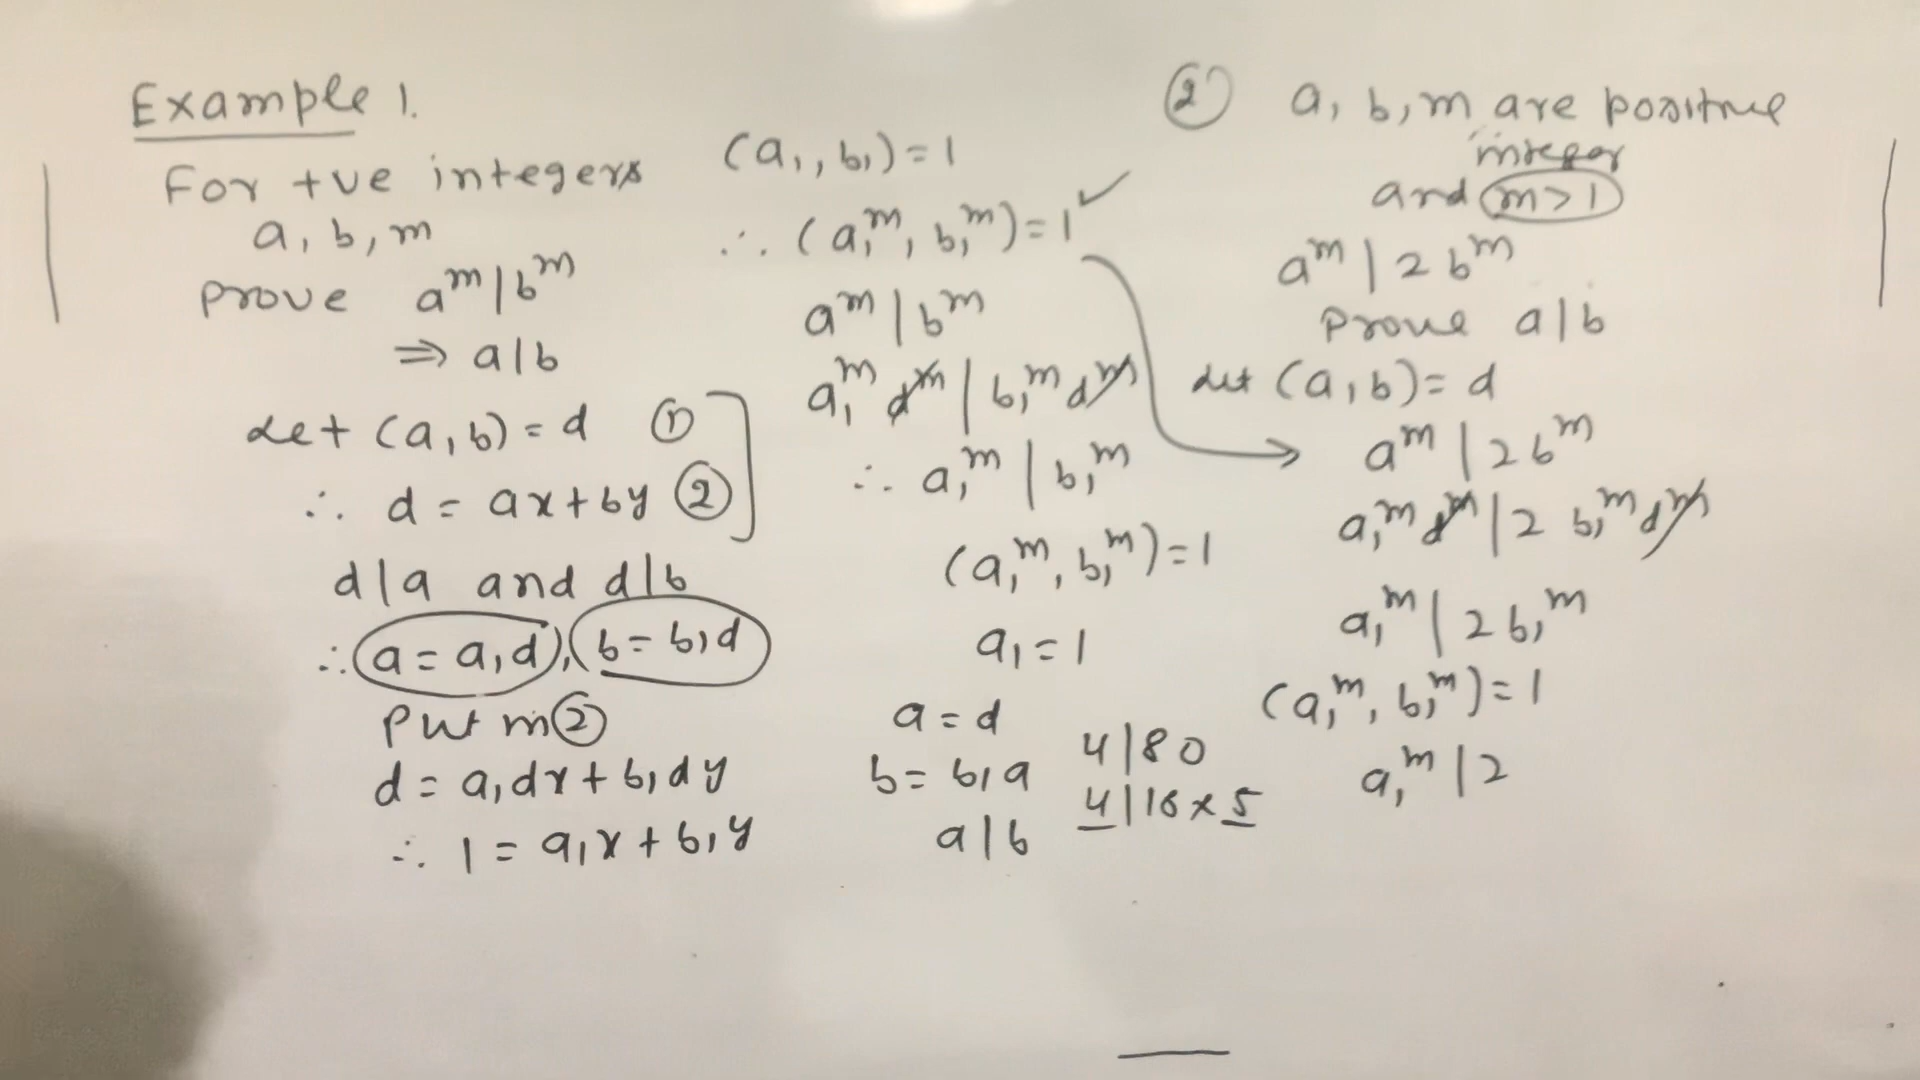 Example 1.
For +ve integers
a, b, m
Prove a^m | b^m
⇒ a|b
Let (a, b) = d ①
∴ d = ax + by ②
d|a and d|b
∴ (a = a₁d), (b = b₁d)
Put in ②
d = a₁dx + b₁dy
∴ 1 = a₁x + b₁y
(a₁, b₁) = 1
∴ (a₁^m, b₁^m) = 1 ✓
a^m | b^m
a₁^m d^m | b₁^m d^m
∴ a₁^m | b₁^m
(a₁^m, b₁^m) = 1
a₁ = 1
a = d
b = b₁a
a|b
4|80
4|16 × 5
② a, b, m are positive
integer
and m > 1
a^m | 2b^m
Prove a|b
Let (a, b) = d
a^m | 2b^m
a₁^m d^m | 2 b₁^m d^m
a₁^m | 2b₁^m
(a₁^m, b₁^m) = 1
a₁^m | 2